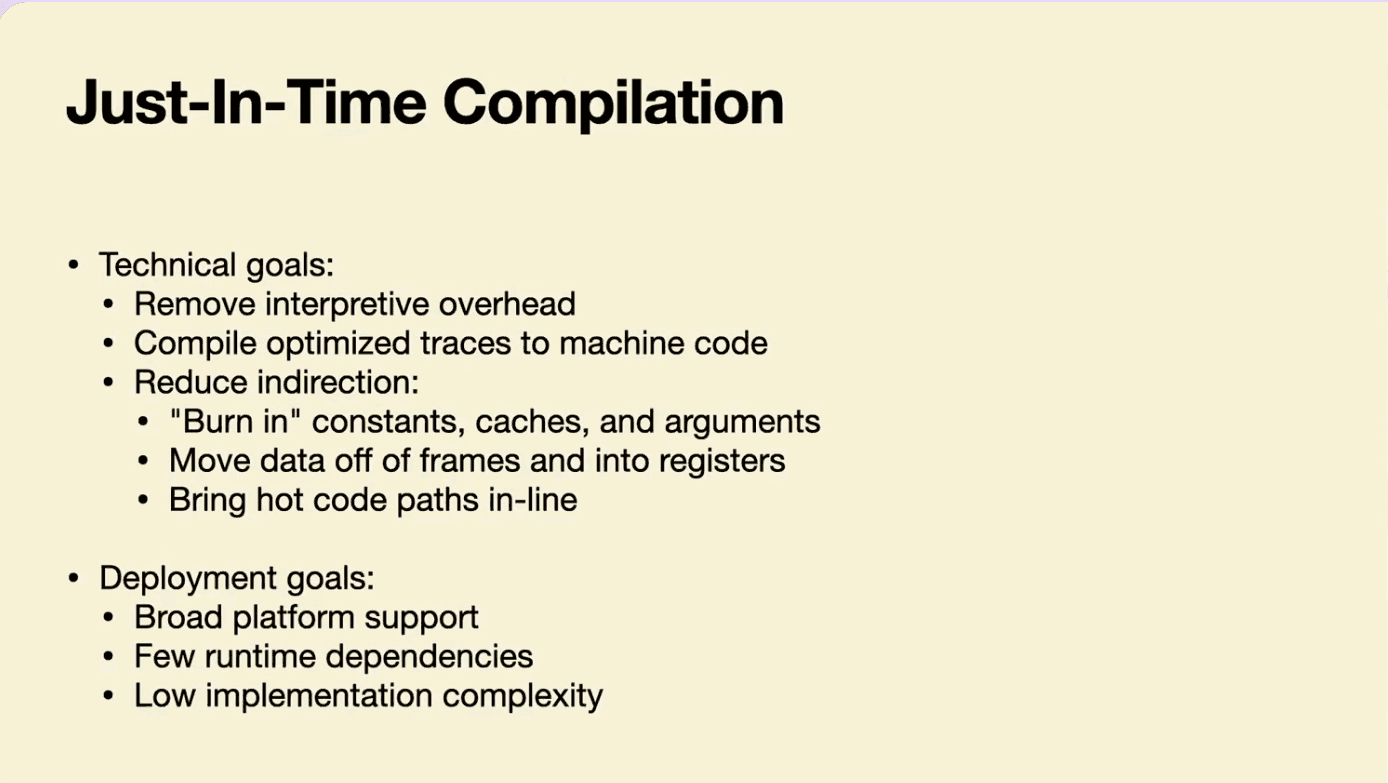 Just-In-Time Compilation
• Technical goals:
• Remove interpretive overhead
• Compile optimized traces to machine code
• Reduce indirection:
• "Burn in" constants, caches, and arguments
• Move data off of frames and into registers
• Bring hot code paths in-line
• Deployment goals:
• Broad platform support
• Few runtime dependencies
• Low implementation complexity